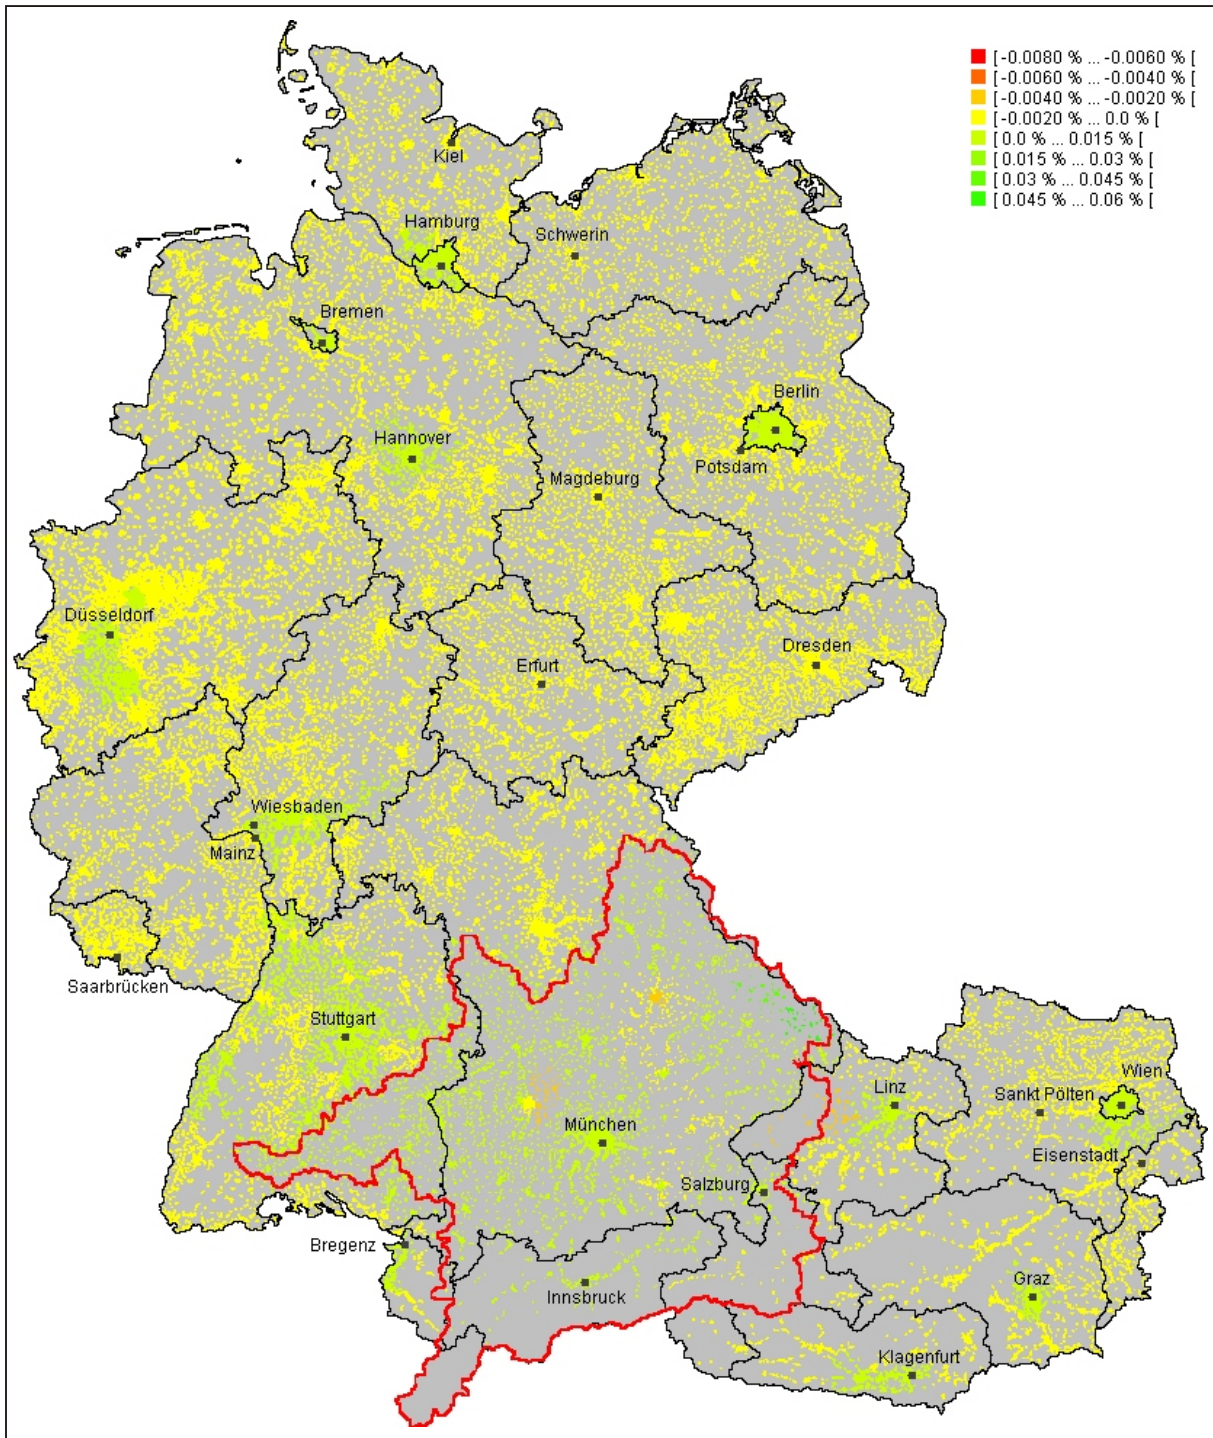 [ -0.0080 % ... -0.0060 % [
[ -0.0060 % ... -0.0040 % [
[ -0.0040 % ... -0.0020 % [
[ -0.0020 % ... 0.0 % [
[ 0.0 % ... 0.015 % [
[ 0.015 % ... 0.03 % [
[ 0.03 % ... 0.045 % [
[ 0.045 % ... 0.06 % [
Kiel
Hamburg
Schwerin
Bremen
Berlin
Hannover
Potsdam
Magdeburg
Düsseldorf
Dresden
Erfurt
Wiesbaden
Mainz
Saarbrücken
Stuttgart
Linz
Wien
Sankt Pölten
München
Eisenstadt
Salzburg
Bregenz
Innsbruck
Graz
Klagenfurt